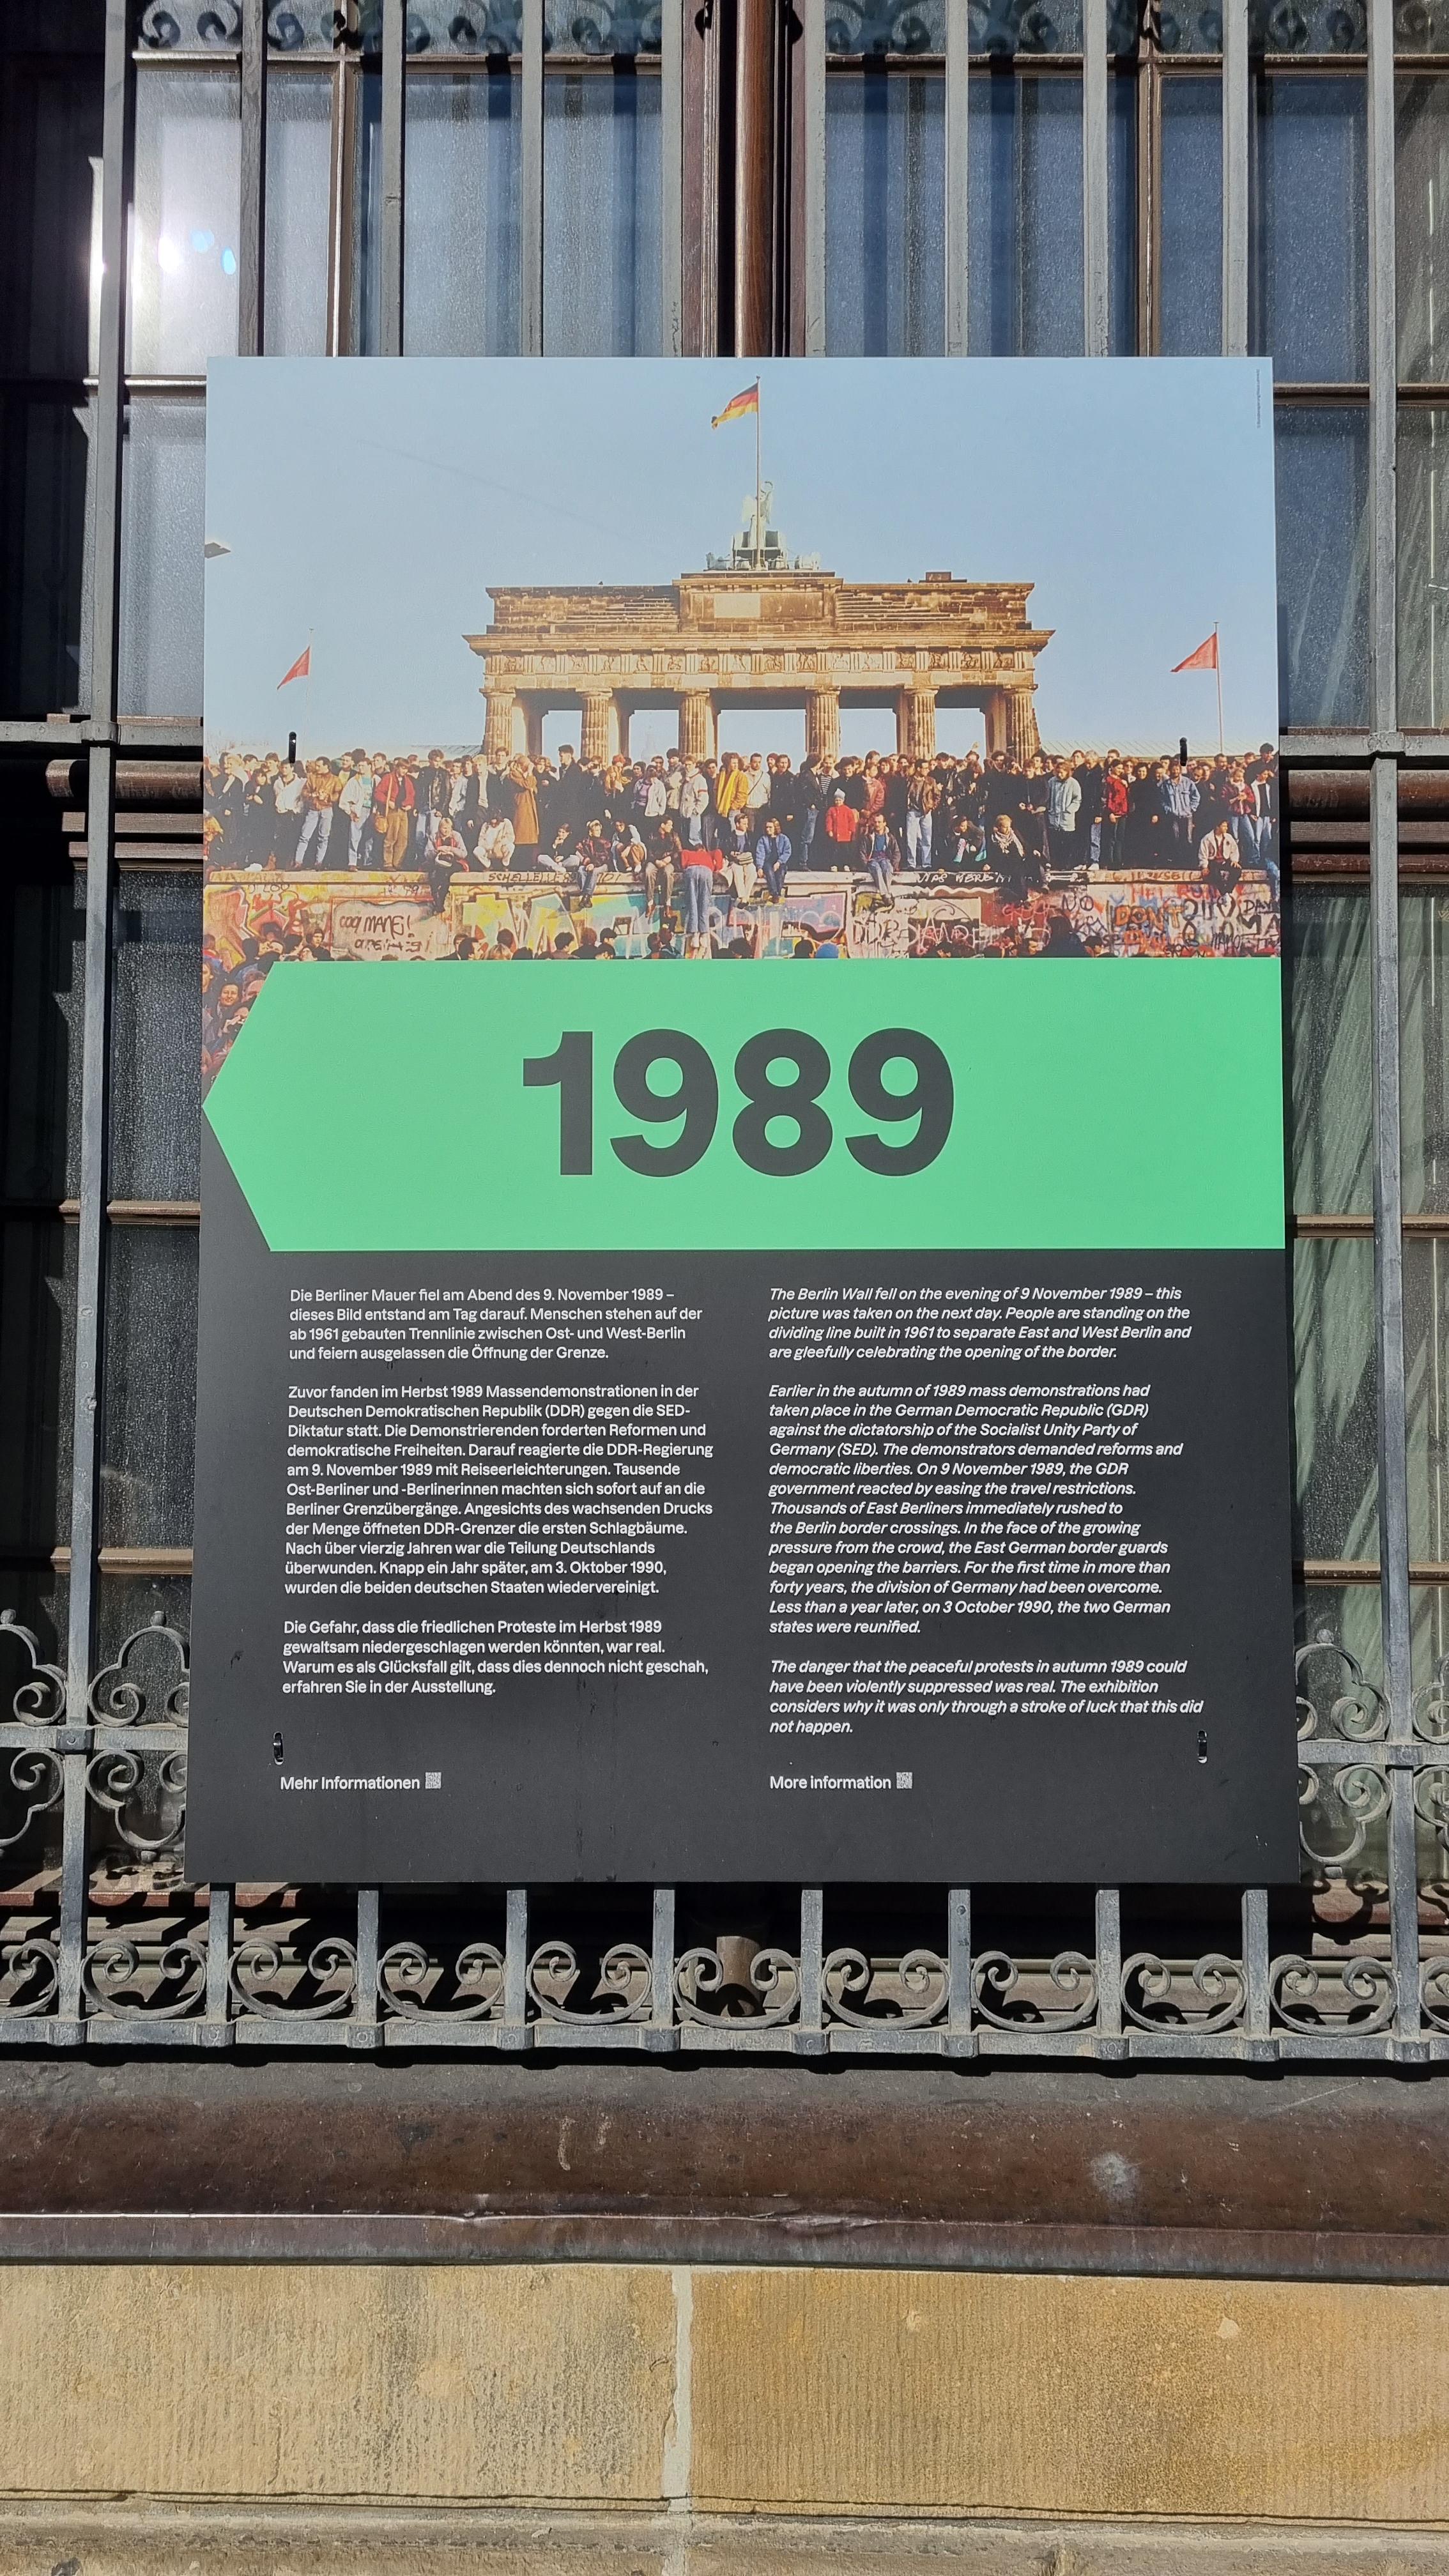 1989
Die Berliner Mauer fiel am Abend des 9. November 1989 –
dieses Bild entstand am Tag darauf. Menschen stehen auf der
ab 1961 gebauten Trennlinie zwischen Ost- und West-Berlin
und feiern ausgelassen die Öffnung der Grenze.
Zuvor fanden im Herbst 1989 Massendemonstrationen in der
Deutschen Demokratischen Republik (DDR) gegen die SED-
Diktatur statt. Die Demonstrierenden forderten Reformen und
demokratische Freiheiten. Darauf reagierte die DDR-Regierung
am 9. November 1989 mit Reiseerleichterungen. Tausende
Ost-Berliner und -Berlinerinnen machten sich sofort auf an die
Berliner Grenzübergänge. Angesichts des wachsenden Drucks
der Menge öffneten DDR-Grenzer die ersten Schlagbäume.
Nach über vierzig Jahren war die Teilung Deutschlands
überwunden. Knapp ein Jahr später, am 3. Oktober 1990,
wurden die beiden deutschen Staaten wiedervereinigt.
Die Gefahr, dass die friedlichen Proteste im Herbst 1989
gewaltsam niedergeschlagen werden könnten, war real.
Warum es als Glücksfall gilt, dass dies dennoch nicht geschah,
erfahren Sie in der Ausstellung.
Mehr Informationen
The Berlin Wall fell on the evening of 9 November 1989 – this
picture was taken on the next day. People are standing on the
dividing line built in 1961 to separate East and West Berlin and
are gleefully celebrating the opening of the border.
Earlier in the autumn of 1989 mass demonstrations had
taken place in the German Democratic Republic (GDR)
against the dictatorship of the Socialist Unity Party of
Germany (SED). The demonstrators demanded reforms and
democratic liberties. On 9 November 1989, the GDR
government reacted by easing the travel restrictions.
Thousands of East Berliners immediately rushed to
the Berlin border crossings. In the face of the growing
pressure from the crowd, the East German border guards
began opening the barriers. For the first time in more than
forty years, the division of Germany had been overcome.
Less than a year later, on 3 October 1990, the two German
states were reunified.
The danger that the peaceful protests in autumn 1989 could
have been violently suppressed was real. The exhibition
considers why it was only through a stroke of luck that this did
not happen.
More information